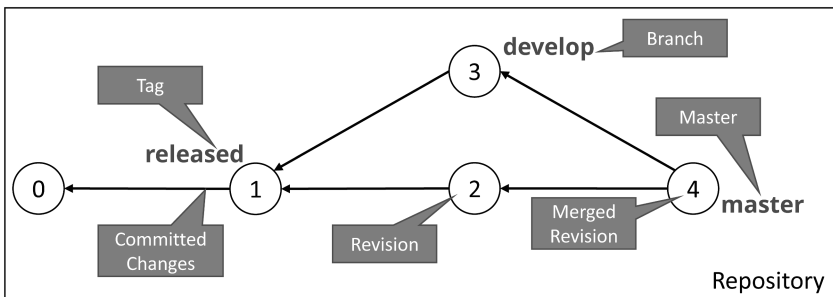 develop
Branch
3
Tag
Master
released
0
1
2
4
master
Committed
Changes
Revision
Merged
Revision
Repository